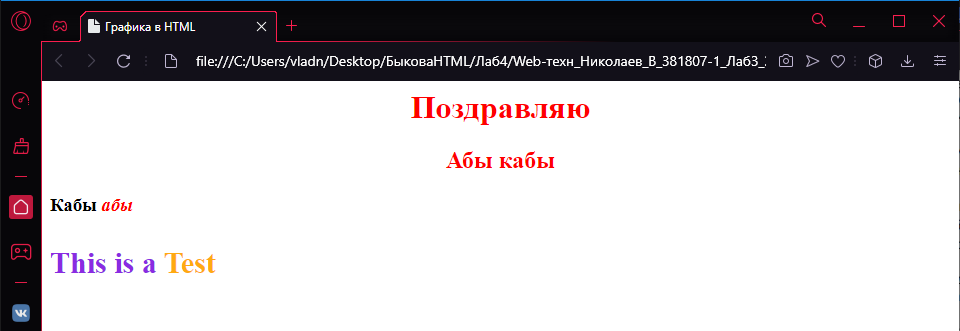 Графика в HTML
file:///C:/Users/vladn/Desktop/БыковаHTML/Лаб4/Web-техн_Николаев_В_381807-1_Лаб3_
Поздравляю
Абы кабы
Кабы абы
This is a Test